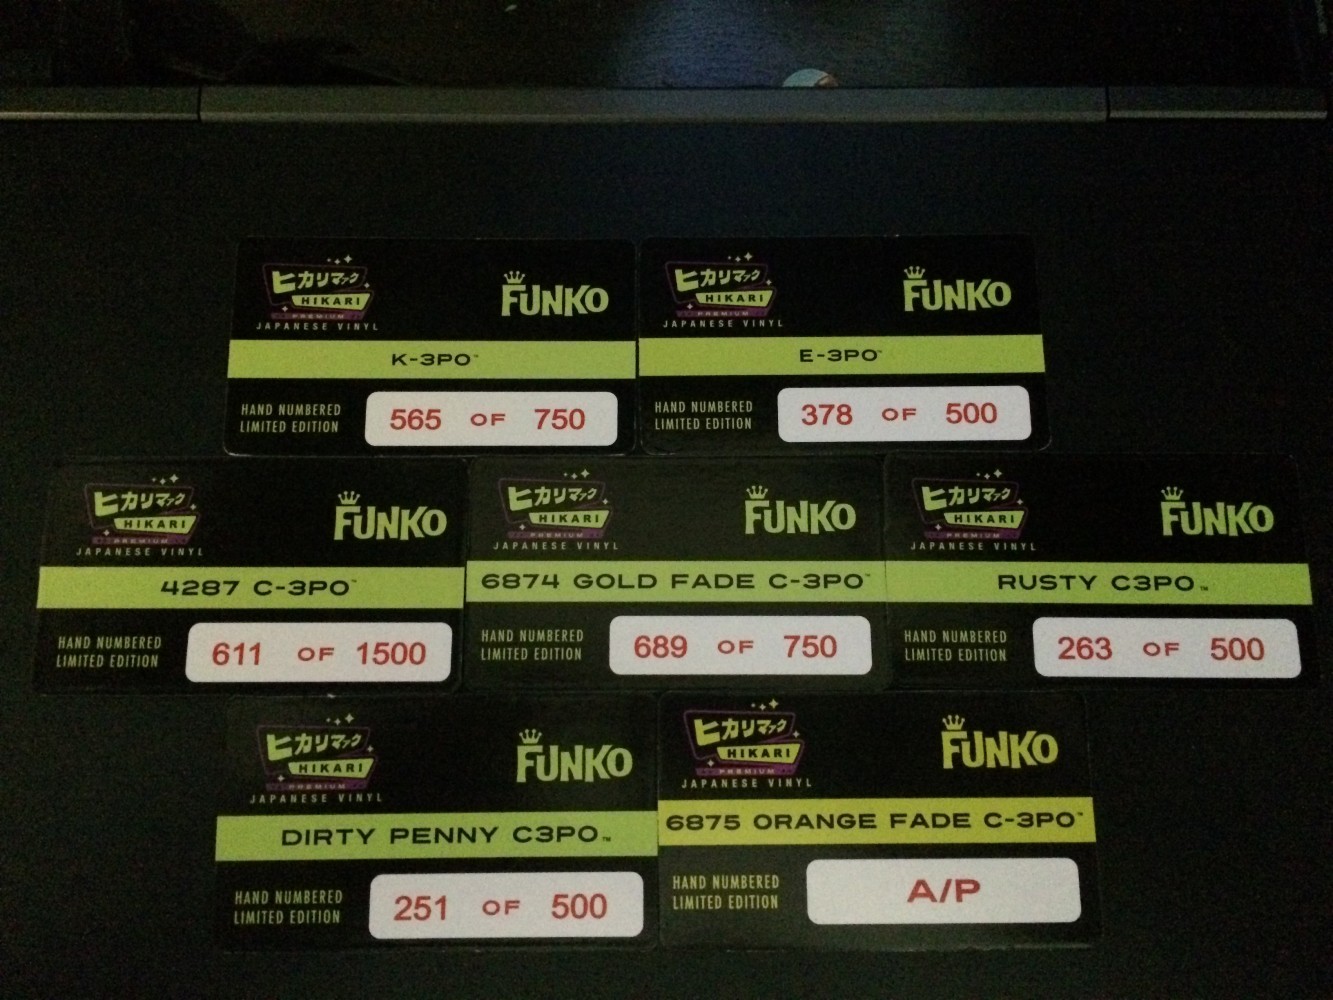 ヒカリマック
HIKARI
PREMIUM
JAPANESE VINYL
FUNKO
K-3PO™
HAND NUMBERED
LIMITED EDITION
565 OF 750
ヒカリマック
HIKARI
PREMIUM
JAPANESE VINYL
FUNKO
E-3PO™
HAND NUMBERED
LIMITED EDITION
378 OF 500
ヒカリマック
HIKARI
PREMIUM
JAPANESE VINYL
FUNKO
4287 C-3PO™
HAND NUMBERED
LIMITED EDITION
611 OF 1500
ヒカリマック
HIKARI
PREMIUM
JAPANESE VINYL
FUNKO
6874 GOLD FADE C-3PO™
HAND NUMBERED
LIMITED EDITION
689 OF 750
ヒカリマック
HIKARI
PREMIUM
JAPANESE VINYL
FUNKO
RUSTY C3PO™
HAND NUMBERED
LIMITED EDITION
263 OF 500
ヒカリマック
HIKARI
PREMIUM
JAPANESE VINYL
FUNKO
DIRTY PENNY C3PO™
HAND NUMBERED
LIMITED EDITION
251 OF 500
ヒカリマック
HIKARI
PREMIUM
JAPANESE VINYL
FUNKO
6875 ORANGE FADE C-3PO™
HAND NUMBERED
LIMITED EDITION
A/P